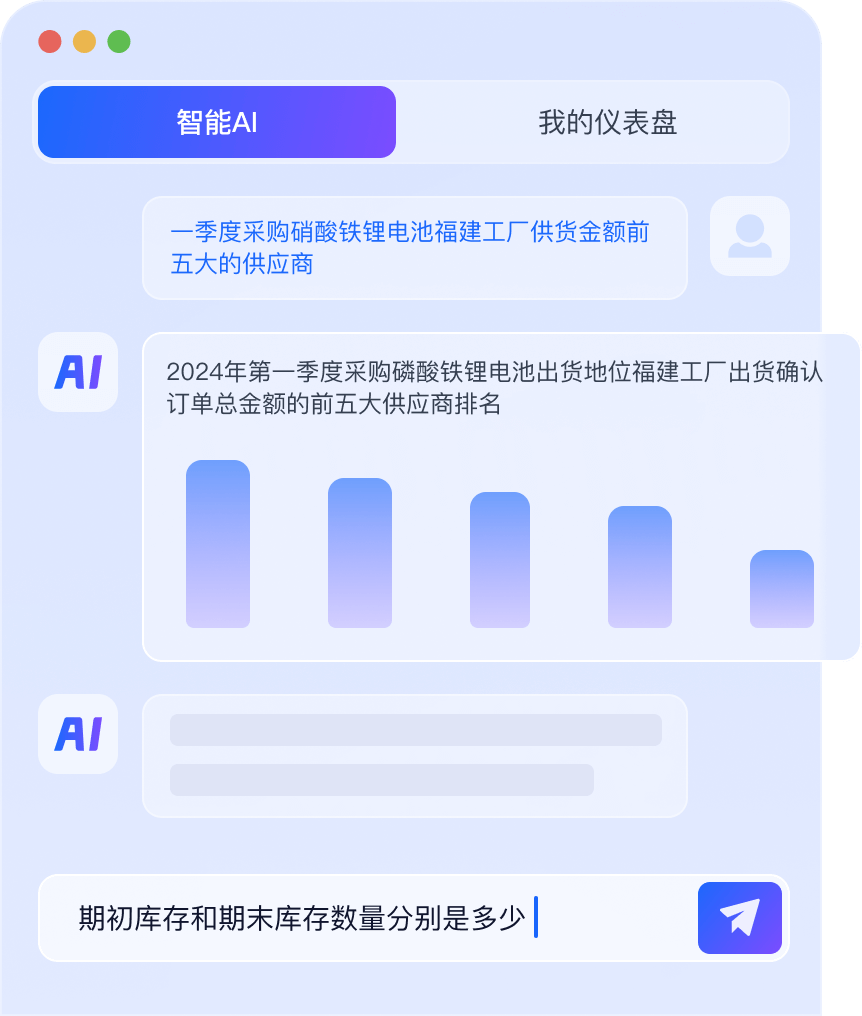 智能AI
我的仪表盘
一季度采购硝酸铁锂电池福建工厂供货金额前
五大的供应商
AI
2024年第一季度采购磷酸铁锂电池出货地位福建工厂出货确认
订单总金额的前五大供应商排名
AI
期初库存和期末库存数量分别是多少